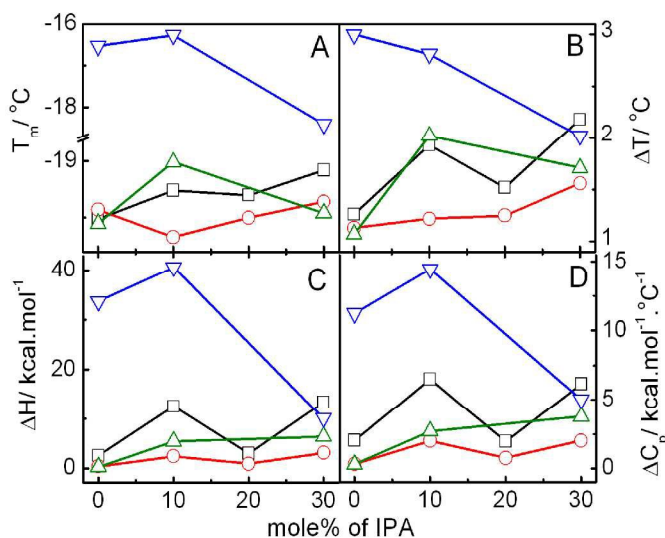 A
B
C
D
Tm/ °C
-16
-18
-19
ΔT/ °C
3
2
1
ΔH/ kcal.mol⁻¹
40
20
0
ΔCp/ kcal.mol⁻¹.°C⁻¹
15
10
5
0
0 10 20 30 0 10 20 30
mole% of IPA